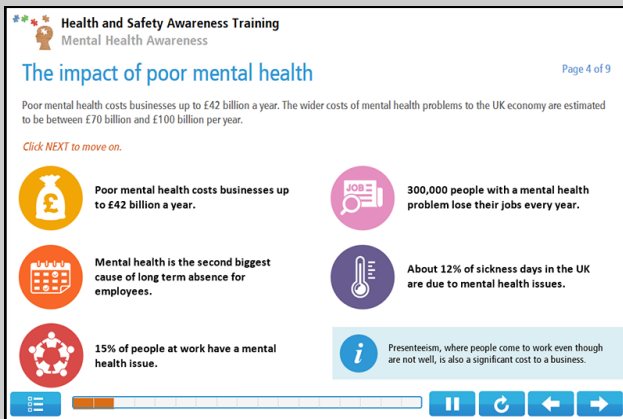 Health and Safety Awareness Training
Mental Health Awareness
The impact of poor mental health
Page 4 of 9
Poor mental health costs businesses up to £42 billion a year. The wider costs of mental health problems to the UK economy are estimated
to be between £70 billion and £100 billion per year.
Click NEXT to move on.
£
Poor mental health costs businesses up
to £42 billion a year.
JOB
300,000 people with a mental health
problem lose their jobs every year.
Mental health is the second biggest
cause of long term absence for
employees.
About 12% of sickness days in the UK
are due to mental health issues.
15% of people at work have a mental
health issue.
i
Presenteeism, where people come to work even though
are not well, is also a significant cost to a business.